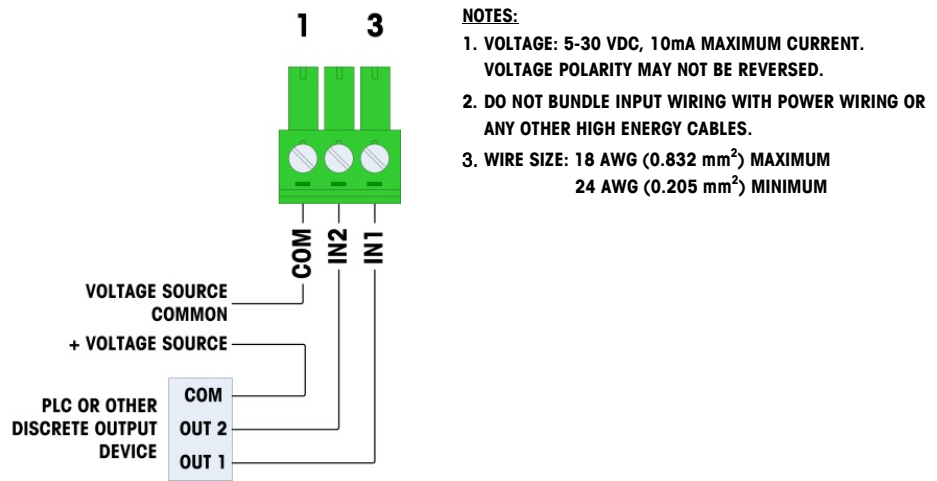 1 3
COM
IN2
IN1
VOLTAGE SOURCE
COMMON
+ VOLTAGE SOURCE
PLC OR OTHER
DISCRETE OUTPUT
DEVICE
COM
OUT 2
OUT 1
NOTES:
1. VOLTAGE: 5-30 VDC, 10mA MAXIMUM CURRENT.
VOLTAGE POLARITY MAY NOT BE REVERSED.
2. DO NOT BUNDLE INPUT WIRING WITH POWER WIRING OR
ANY OTHER HIGH ENERGY CABLES.
3. WIRE SIZE: 18 AWG (0.832 mm²) MAXIMUM
24 AWG (0.205 mm²) MINIMUM